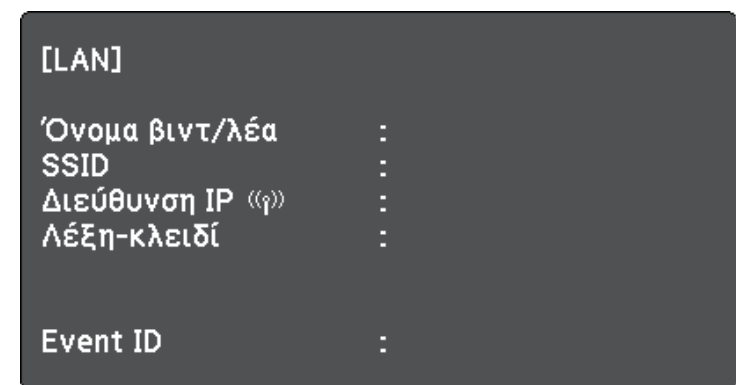 [LAN]
Όνομα βιντ/λέα :
SSID :
Διεύθυνση IP :
Λέξη-κλειδί :
Event ID :